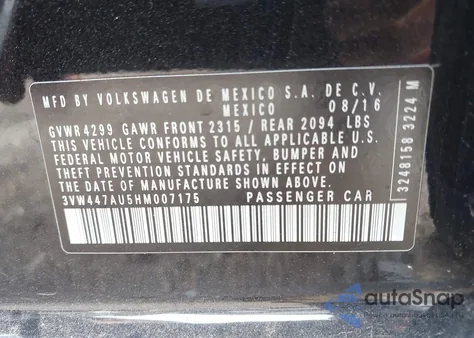 MFD BY VOLKSWAGEN DE MEXICO S.A. DE C.V.
MEXICO 08/16
GVWR 4299 GAWR FRONT 2315 / REAR 2094 LBS
THIS VEHICLE CONFORMS TO ALL APPLICABLE U.S.
FEDERAL MOTOR VEHICLE SAFETY, BUMPER AND
THEFT PREVENTION STANDARDS IN EFFECT ON THE
DATE OF MANUFACTURE SHOWN ABOVE.
3VW447AU5HM007175 PASSENGER CAR
3248158 3224 M
autoSnap